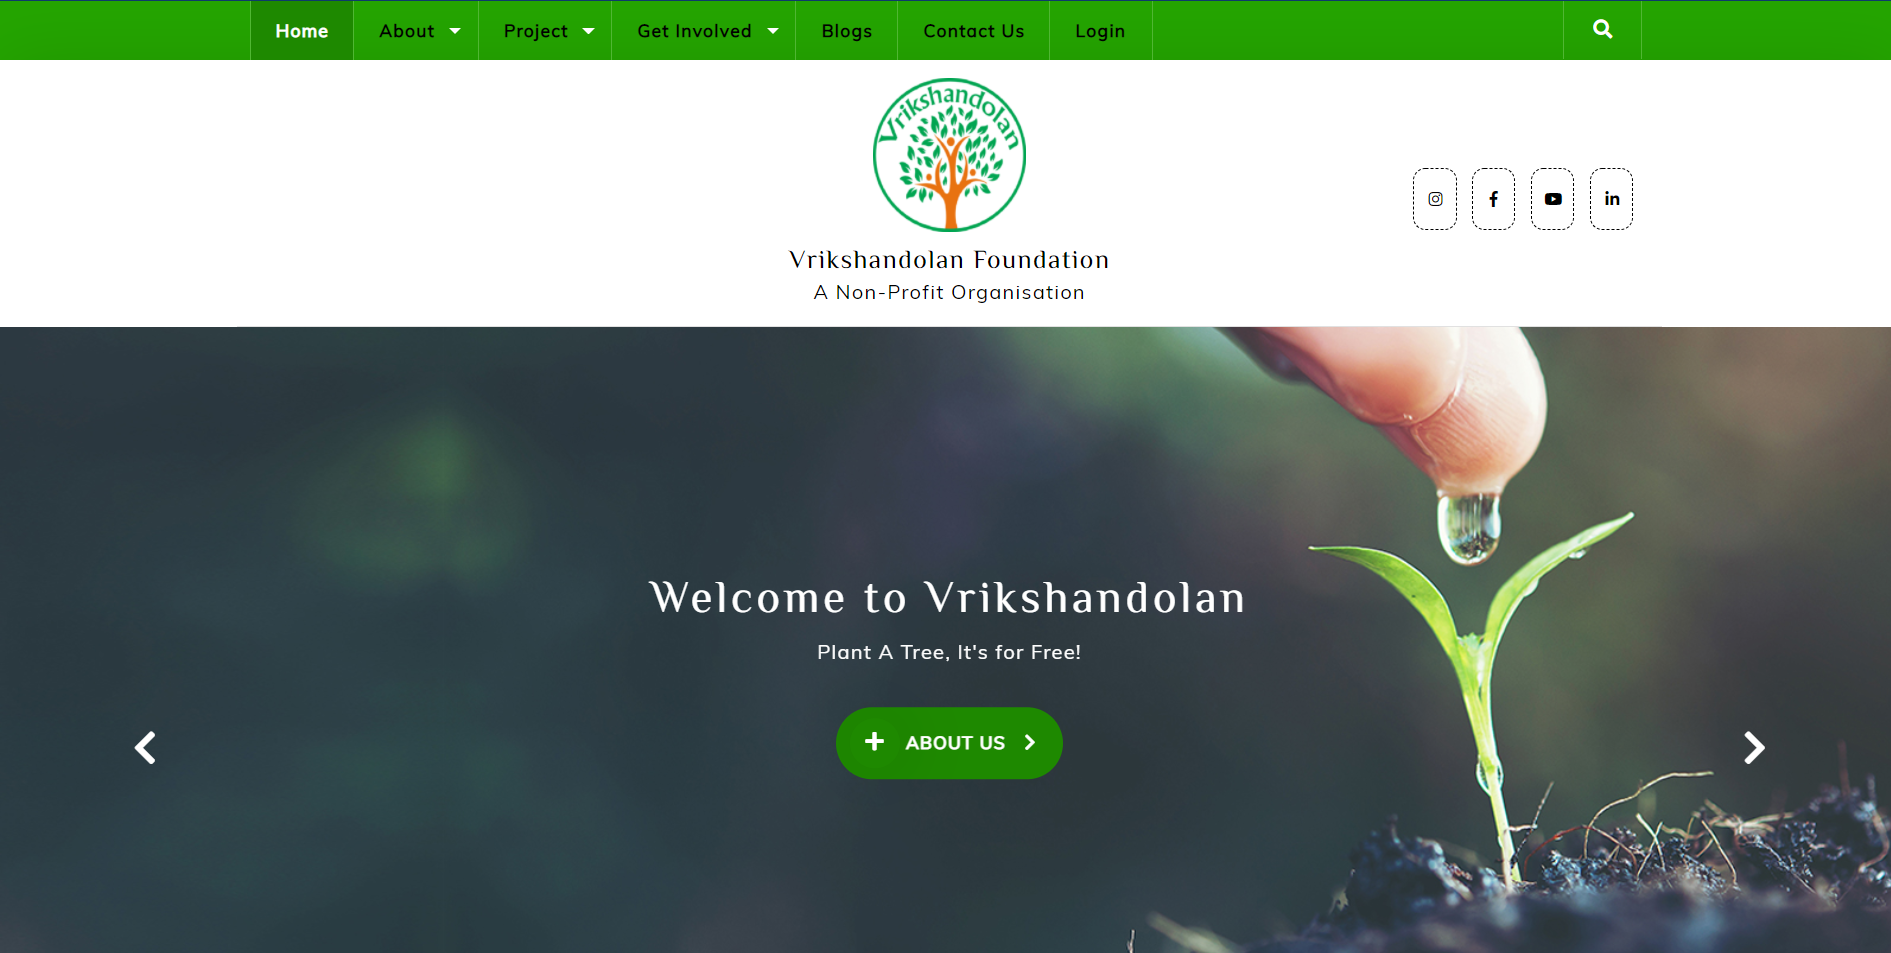 Home About Project Get Involved Blogs Contact Us Login
Vrikshandolan
Vrikshandolan Foundation
A Non-Profit Organisation
Welcome to Vrikshandolan
Plant A Tree, It's for Free!
ABOUT US